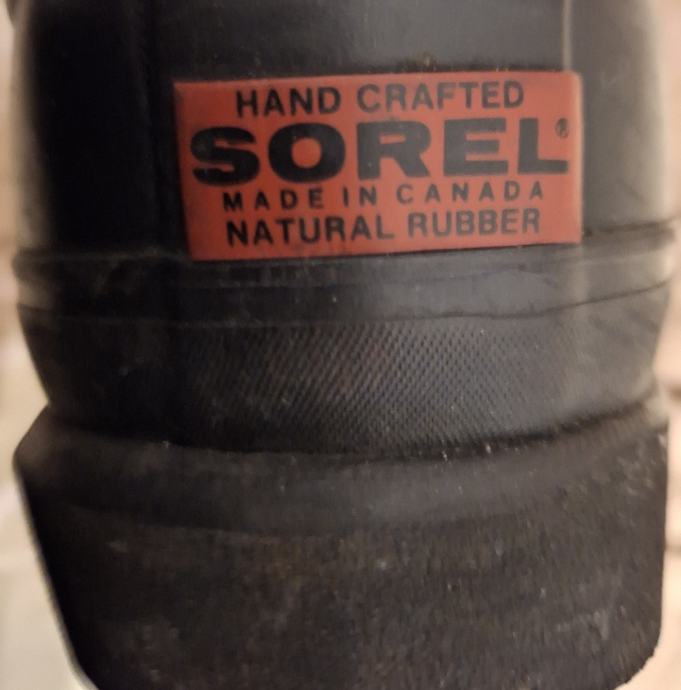 HAND CRAFTED
SOREL®
MADE IN CANADA
NATURAL RUBBER